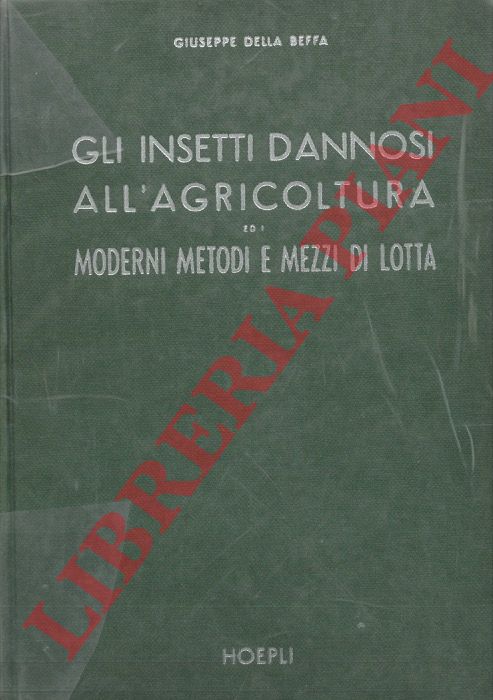 GIUSEPPE DELLA BEFFA
GLI INSETTI DANNOSI
ALL'AGRICOLTURA
ED I
MODERNI METODI E MEZZI DI LOTTA
LIBRERIA PIANI
HOEPLI